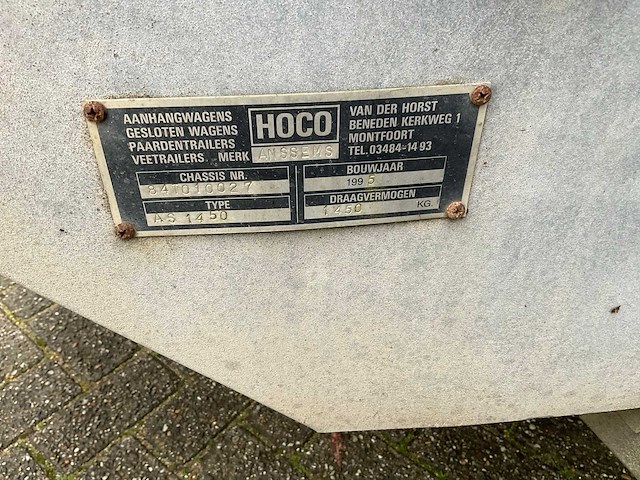 AANHANGWAGENS
GESLOTEN WAGENS
PAARDENTRAILERS
VEETRAILERS. MERK ANSSEMS
HOCO
VAN DER HORST
BENEDEN KERKWEG 1
MONTFOORT
TEL. 03484-14 93
CHASSIS NR.
TYPE
AS 1450
BOUWJAAR
1995
DRAAGVERMOGEN
1450 KG.